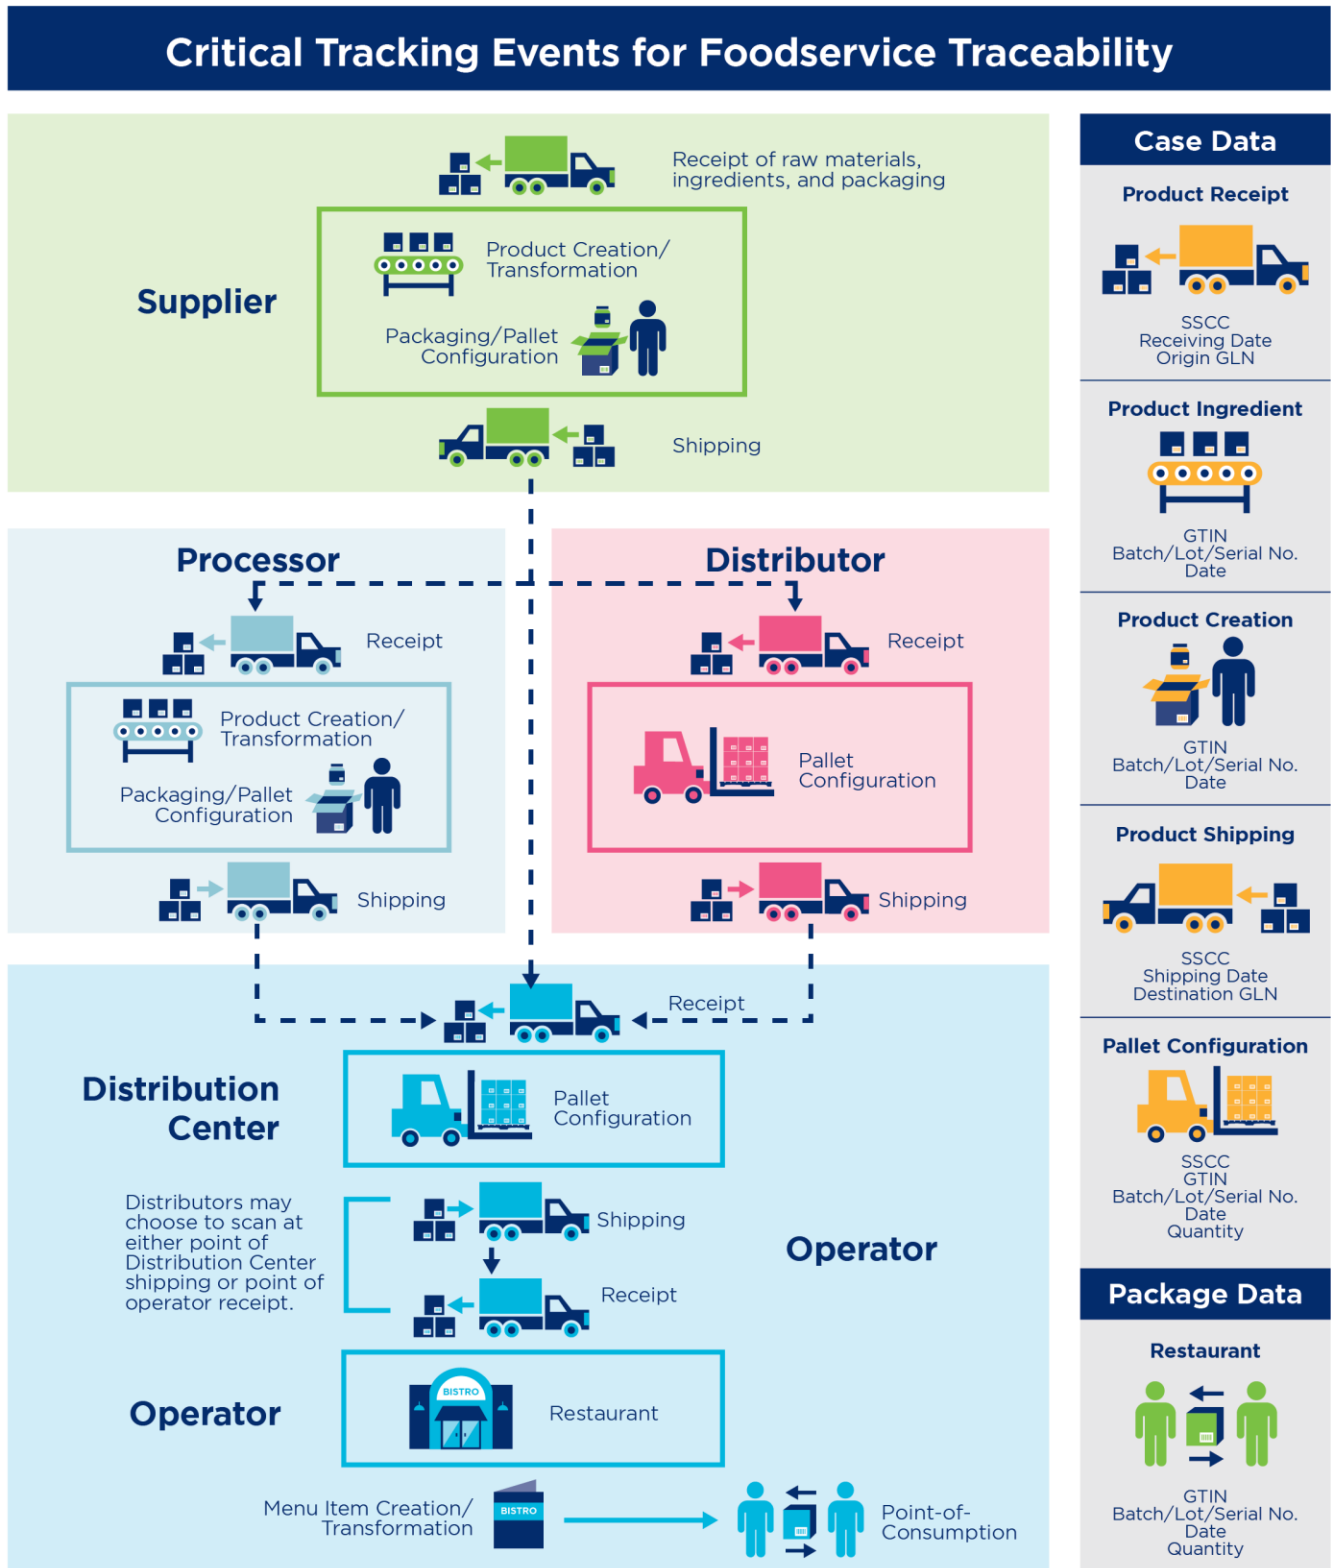 Critical Tracking Events for Foodservice Traceability
Receipt of raw materials,
ingredients, and packaging
Supplier
Product Creation/
Transformation
Packaging/Pallet
Configuration
Shipping
Processor
Receipt
Product Creation/
Transformation
Packaging/Pallet
Configuration
Shipping
Distributor
Receipt
Pallet
Configuration
Shipping
Receipt
Distribution
Center
Pallet
Configuration
Distributors may
choose to scan at
either point of
Distribution Center
shipping or point of
operator receipt.
Shipping
Receipt
Operator
Operator
BISTRO
Restaurant
Menu Item Creation/
Transformation
BISTRO
Point-of-
Consumption
Case Data
Product Receipt
SSCC
Receiving Date
Origin GLN
Product Ingredient
GTIN
Batch/Lot/Serial No.
Date
Product Creation
GTIN
Batch/Lot/Serial No.
Date
Product Shipping
SSCC
Shipping Date
Destination GLN
Pallet Configuration
SSCC
GTIN
Batch/Lot/Serial No.
Date
Quantity
Package Data
Restaurant
GTIN
Batch/Lot/Serial No.
Date
Quantity